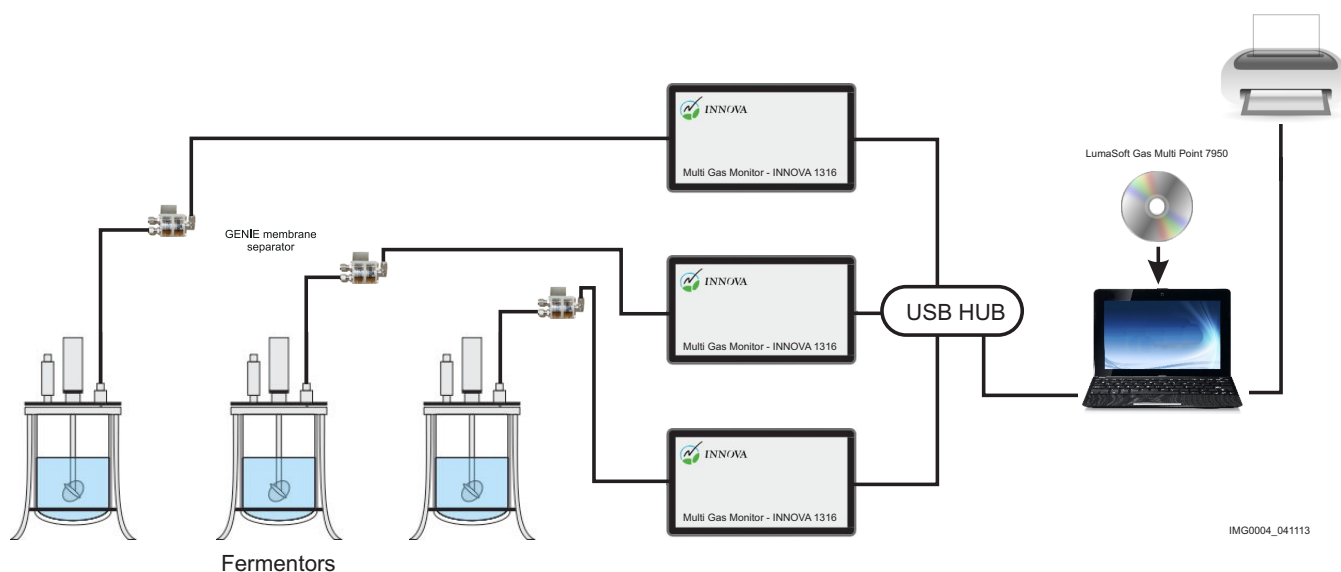 INNOVA
Multi Gas Monitor - INNOVA 1316
LumaSoft Gas Multi Point 7950
GENIE membrane
separator
INNOVA
Multi Gas Monitor - INNOVA 1316
USB HUB
INNOVA
Multi Gas Monitor - INNOVA 1316
IMG0004_041113
Fermentors